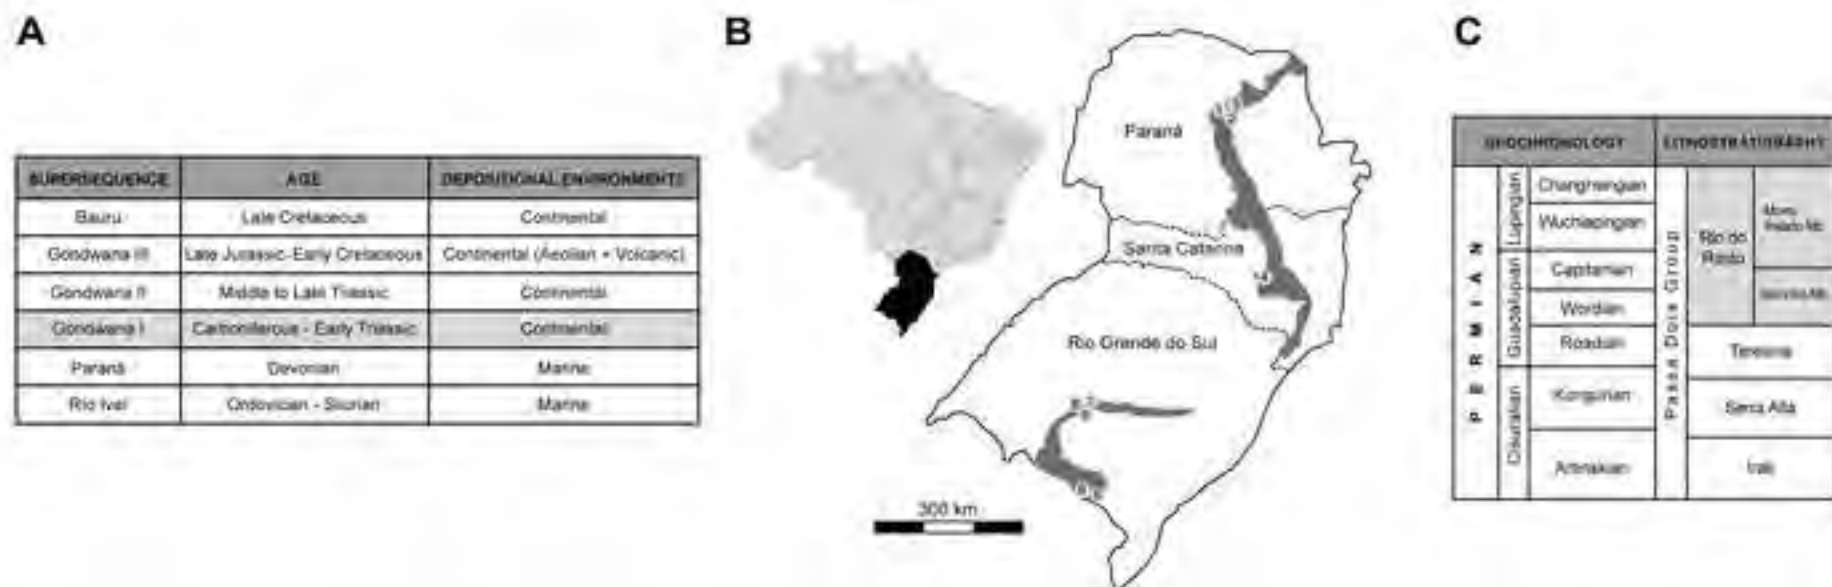 A
SUPERSEQUENCE AGE DEPOSITIONAL ENVIRONMENTS
Bauru Late Cretaceous Continental
Gondwana III Late Jurassic-Early Cretaceous Continental (Aeolian + Volcanic)
Gondwana II Middle to Late Triassic Continental
Gondwana I Carboniferous - Early Triassic Continental
Paraná Devonian Marine
Rio Ivaí Ordovician - Silurian Marine
B
Paraná
Santa Catarina
Rio Grande do Sul
300 km
C
GEOCHRONOLOGY LITHOSTRATIGRAPHY
PERMIAN
Lopingian
Guadalupian
Cisuralian
Changhsingian
Wuchiapingian
Capitanian
Wordian
Roadian
Kungurian
Artinskian
Passa Dois Group
Rio do
Rasto
Teresina
Serra Alta
Irati